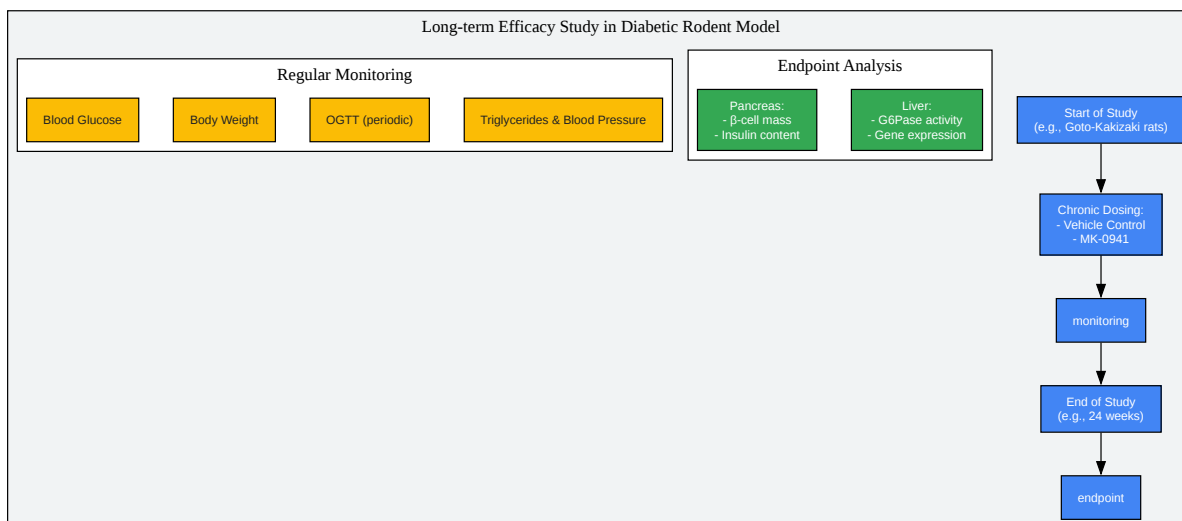 Long-term Efficacy Study in Diabetic Rodent Model
Regular Monitoring
Blood Glucose
Body Weight
OGTT (periodic)
Triglycerides & Blood Pressure
Endpoint Analysis
Pancreas:
- β-cell mass
- Insulin content
Liver:
- G6Pase activity
- Gene expression
Start of Study
(e.g., Goto-Kakizaki rats)
Chronic Dosing:
- Vehicle Control
- MK-0941
monitoring
End of Study
(e.g., 24 weeks)
endpoint